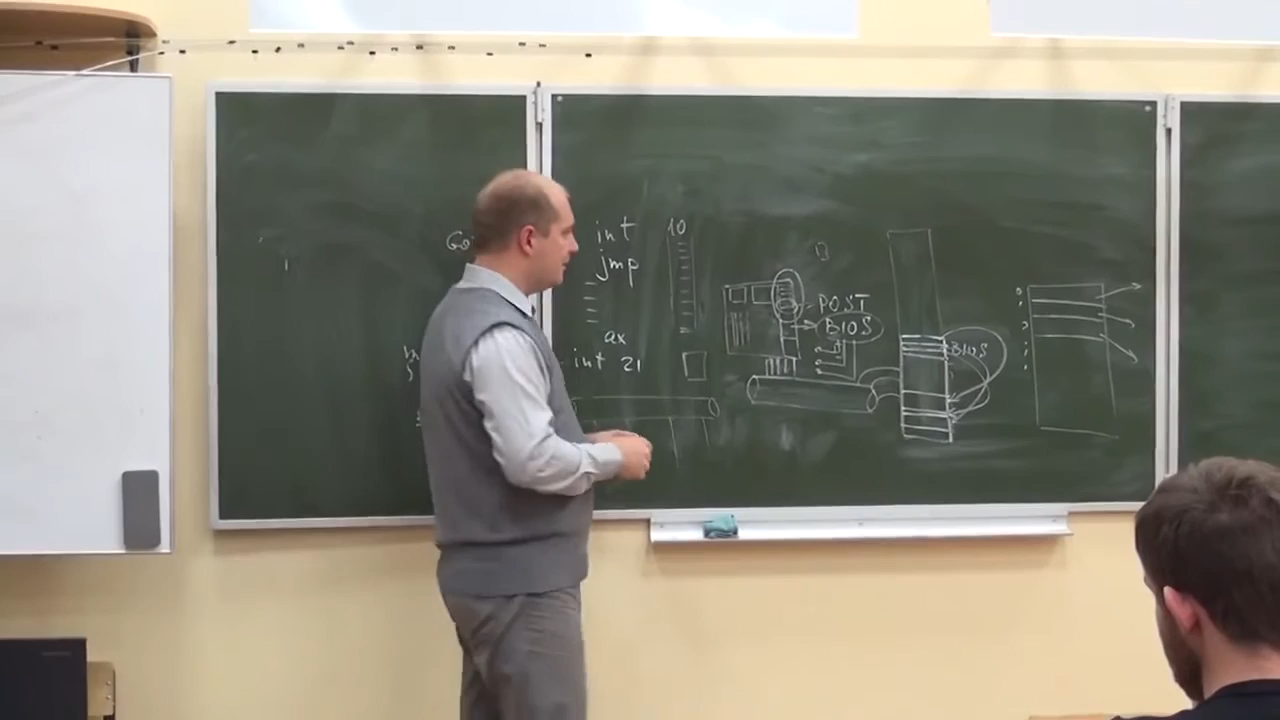 int 10
jmp
POST
BIOS
BIOS
ax
int 21